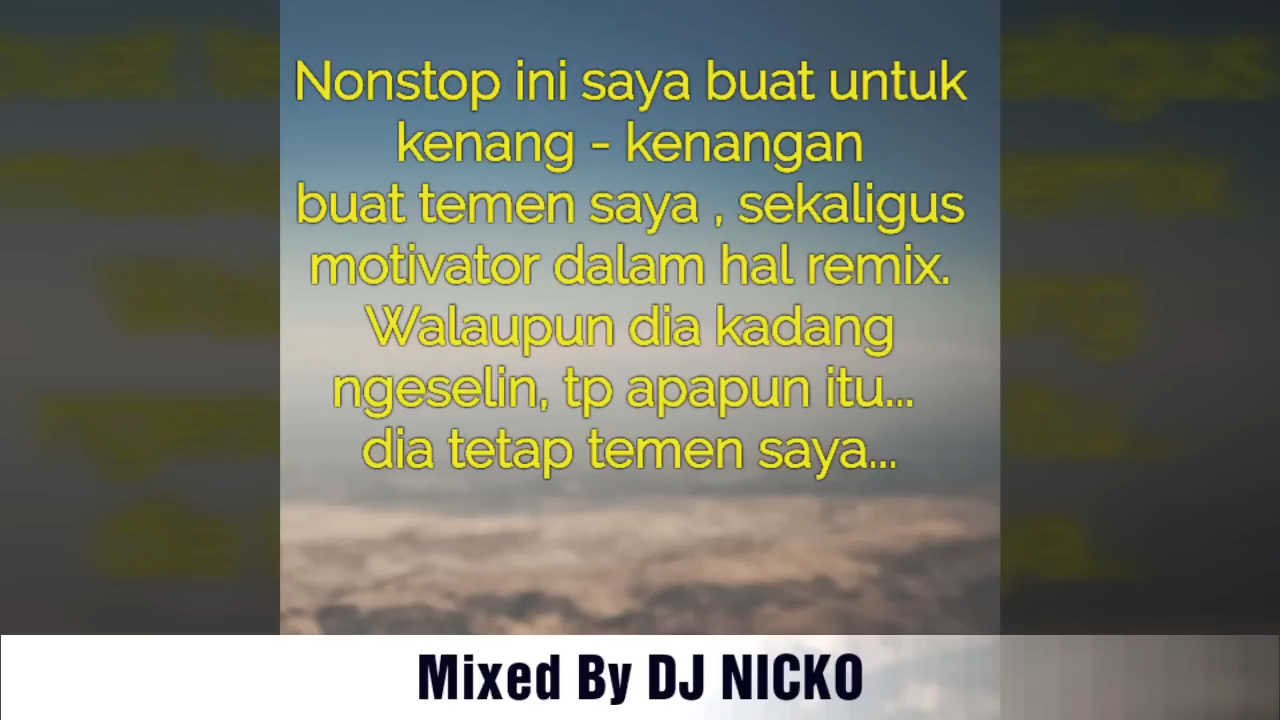 Nonstop ini saya buat untuk
kenang - kenangan
buat temen saya , sekaligus
motivator dalam hal remix.
Walaupun dia kadang
ngeselin, tp apapun itu...
dia tetap temen saya...
Mixed By DJ NICKO